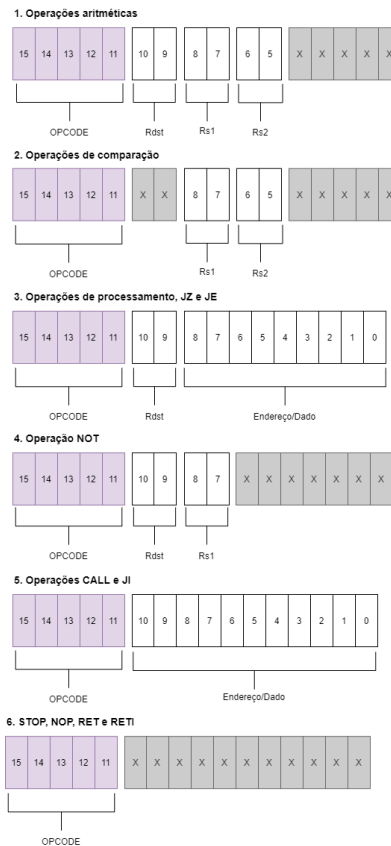 1. Operações aritméticas
15 14 13 12 11 10 9 8 7 6 5 X X X X X
OPCODE Rdst Rs1 Rs2
2. Operações de comparação
15 14 13 12 11 X X 8 7 6 5 X X X X X
OPCODE Rs1 Rs2
3. Operações de processamento, JZ e JE
15 14 13 12 11 10 9 8 7 6 5 4 3 2 1 0
OPCODE Rdst Endereço/Dado
4. Operação NOT
15 14 13 12 11 10 9 8 7 X X X X X X X
OPCODE Rdst Rs1
5. Operações CALL e JI
15 14 13 12 11 10 9 8 7 6 5 4 3 2 1 0
OPCODE Endereço/Dado
6. STOP, NOP, RET e RETI
15 14 13 12 11 X X X X X X X X X X X
OPCODE